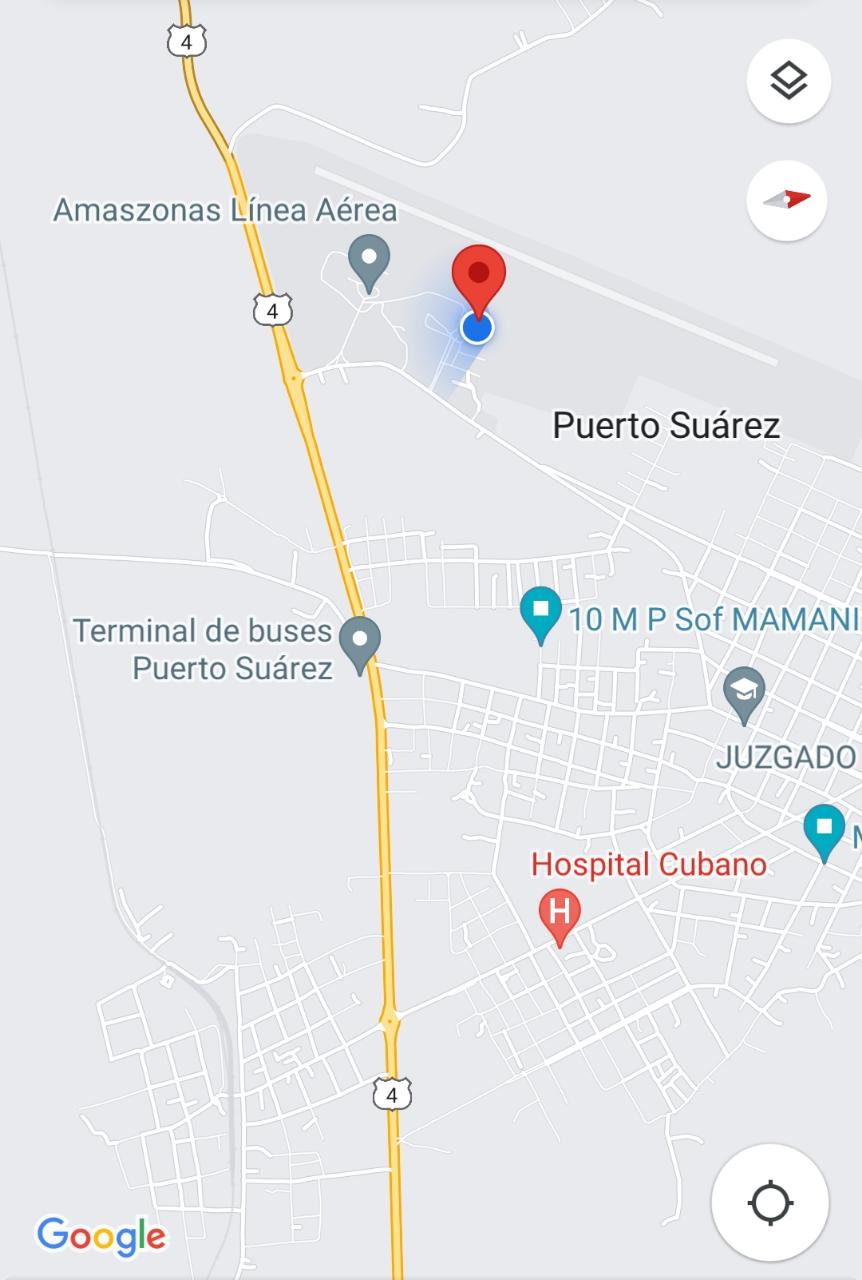 4
Amaszonas Línea Aérea
4
Puerto Suárez
10 M P Sof MAMANI
Terminal de buses
Puerto Suárez
JUZGADO
M
Hospital Cubano
H
4
Google